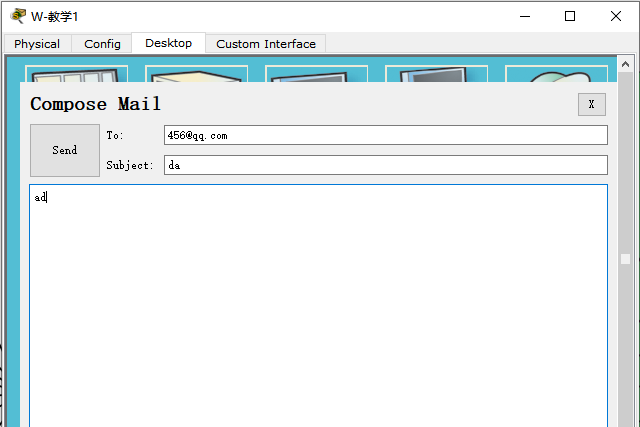 W-教学1
Physical Config Desktop Custom Interface
Compose Mail
X
Send
To: 456@qq.com
Subject: da
ad